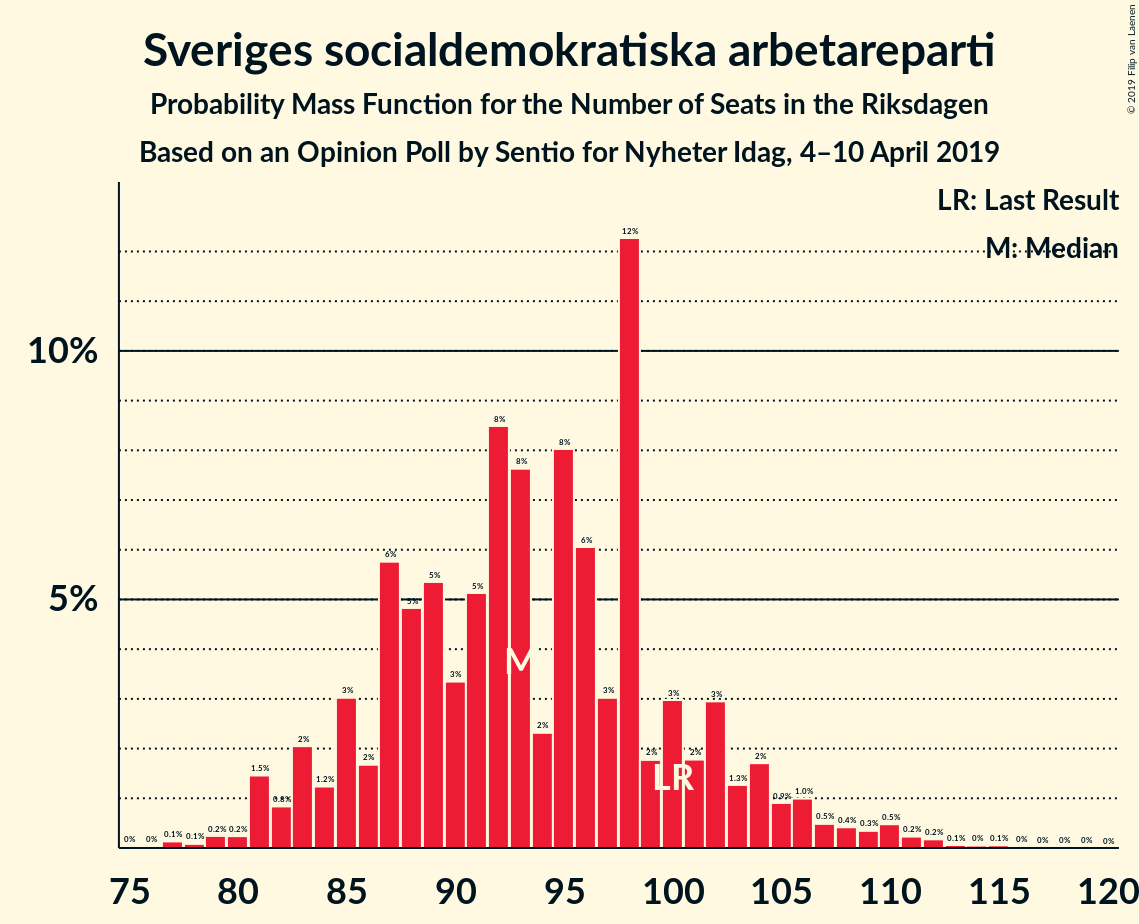 Sveriges socialdemokratiska arbetareparti
Probability Mass Function for the Number of Seats in the Riksdagen
Based on an Opinion Poll by Sentio for Nyheter Idag, 4–10 April 2019
© 2019 Filip van Laenen
LR: Last Result
M: Median
10%
5%
0% 0% 0.1% 0.1% 0.2% 0.2% 1.5% 0.8% 2% 1.2% 3% 2% 6% 5% 5% 3% 5% 8% 8% 2% 8% 6% 3% 12% 2% 3% 2% 3% 1.3% 2% 0.9% 1.0% 0.5% 0.4% 0.3% 0.5% 0.2% 0.2% 0.1% 0% 0.1% 0% 0% 0% 0% 0%
M
LR
75 80 85 90 95 100 105 110 115 120